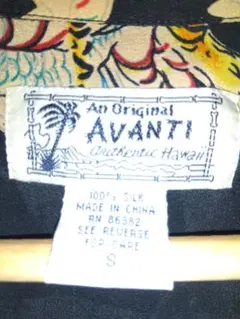 An Original
AVANTI
Authentic Hawaii
100% SILK
MADE IN CHINA
RN 86382
SEE REVERSE
FOR CARE
S